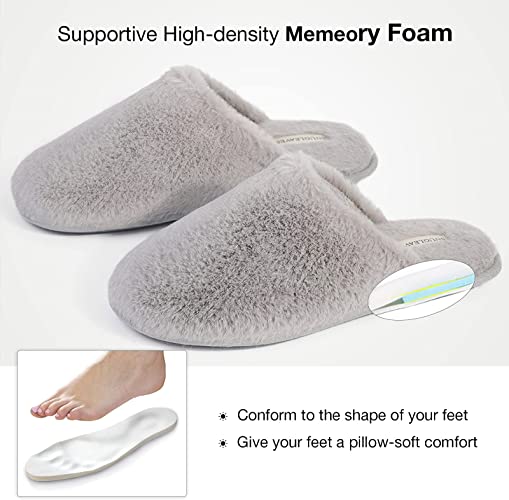 Supportive High-density Memeory Foam
Conform to the shape of your feet
Give your feet a pillow-soft comfort